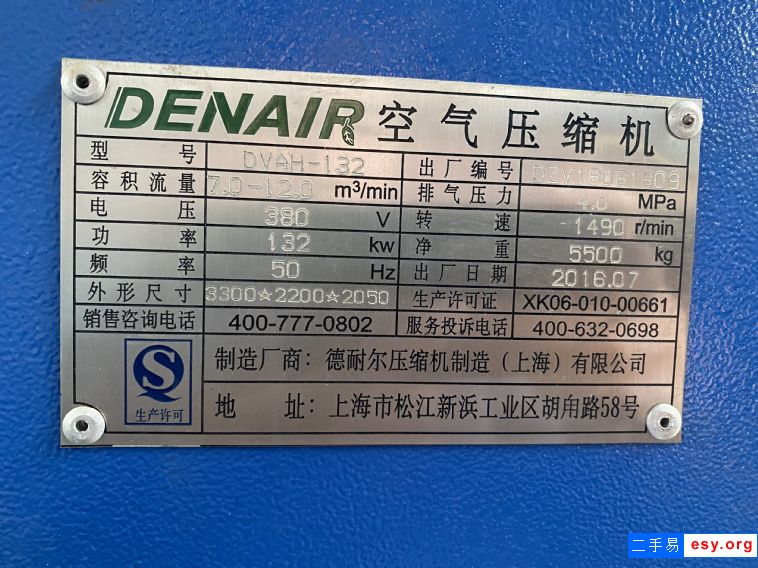 DENAIR 空气压缩机
型号 DVAH-132 出厂编号
容积流量 7.0-12.0 m³/min 排气压力 4.0 MPa
电压 380 V 转速 1490 r/min
功率 132 kw 净重 5500 kg
频率 50 Hz 出厂日期 2016.07
外形尺寸 3300☆2200☆2050 生产许可证 XK06-010-00661
销售咨询电话 400-777-0802 服务投诉电话 400-632-0698
制造厂商：德耐尔压缩机制造（上海）有限公司
生产许可
地址：上海市松江新浜工业区胡甪路58号
二手易 esy.org